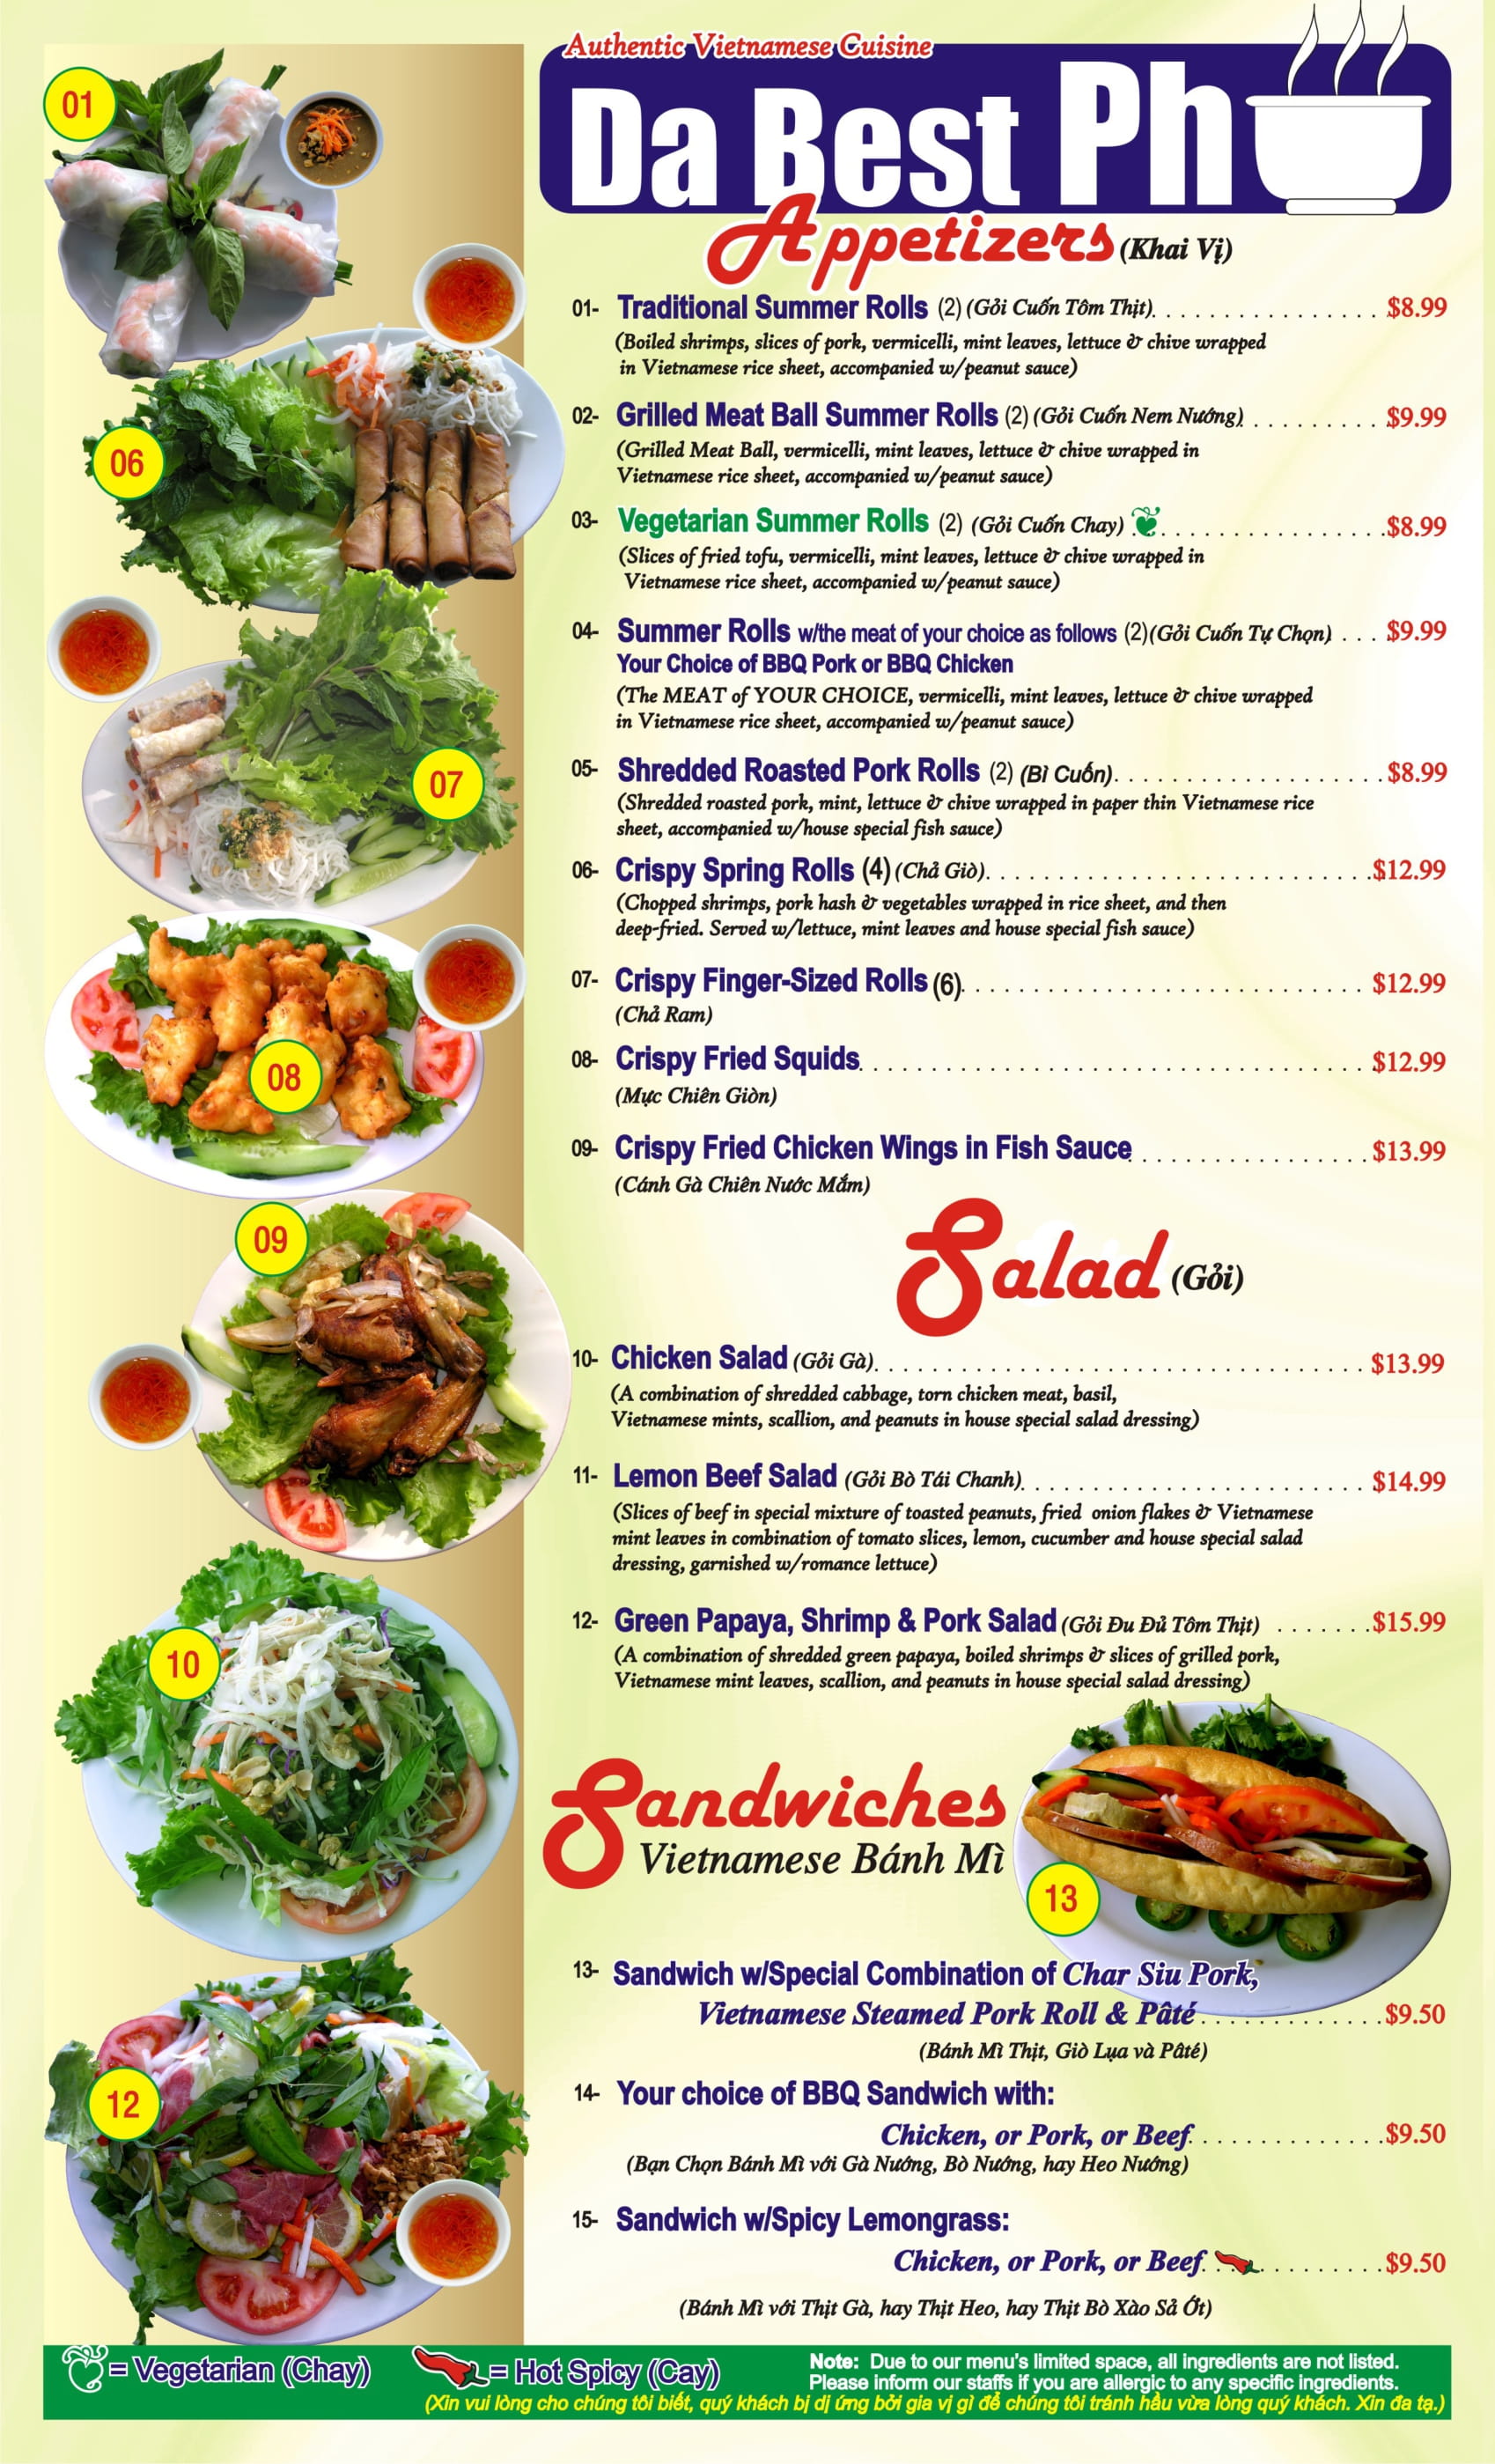 Authentic Vietnamese Cuisine
Da Best Ph
Appetizers (Khai Vị)
01- Traditional Summer Rolls (2) (Gỏi Cuốn Tôm Thịt). . . . . . . . . . . . . . . . $8.99
(Boiled shrimps, slices of pork, vermicelli, mint leaves, lettuce & chive wrapped
in Vietnamese rice sheet, accompanied w/peanut sauce)
02- Grilled Meat Ball Summer Rolls (2) (Gỏi Cuốn Nem Nướng) . . . . . . . . . . $9.99
(Grilled Meat Ball, vermicelli, mint leaves, lettuce & chive wrapped in
Vietnamese rice sheet, accompanied w/peanut sauce)
03- Vegetarian Summer Rolls (2) (Gỏi Cuốn Chay) . . . . . . . . . . . . . . . . . .$8.99
(Slices of fried tofu, vermicelli, mint leaves, lettuce & chive wrapped in
Vietnamese rice sheet, accompanied w/peanut sauce)
04- Summer Rolls w/the meat of your choice as follows (2)(Gỏi Cuốn Tự Chọn) . . . $9.99
Your Choice of BBQ Pork or BBQ Chicken
(The MEAT of YOUR CHOICE, vermicelli, mint leaves, lettuce & chive wrapped
in Vietnamese rice sheet, accompanied w/peanut sauce)
05- Shredded Roasted Pork Rolls (2) (Bì Cuốn). . . . . . . . . . . . . . . . . . . $8.99
(Shredded roasted pork, mint, lettuce & chive wrapped in paper thin Vietnamese rice
sheet, accompanied w/house special fish sauce)
06- Crispy Spring Rolls (4) (Chả Giò). . . . . . . . . . . . . . . . . . . . . . . . . . .$12.99
(Chopped shrimps, pork hash & vegetables wrapped in rice sheet, and then
deep-fried. Served w/lettuce, mint leaves and house special fish sauce)
07- Crispy Finger-Sized Rolls (6). . . . . . . . . . . . . . . . . . . . . . . . . . . . . $12.99
(Chả Ram)
08- Crispy Fried Squids. . . . . . . . . . . . . . . . . . . . . . . . . . . . . . . . . . . . $12.99
(Mực Chiên Giòn)
09- Crispy Fried Chicken Wings in Fish Sauce . . . . . . . . . . . . . . . . $13.99
(Cánh Gà Chiên Nước Mắm)
Salad (Gỏi)
10- Chicken Salad (Gỏi Gà). . . . . . . . . . . . . . . . . . . . . . . . . . . . . . . . . . $13.99
(A combination of shredded cabbage, torn chicken meat, basil,
Vietnamese mints, scallion, and peanuts in house special salad dressing)
11- Lemon Beef Salad (Gỏi Bò Tái Chanh). . . . . . . . . . . . . . . . . . . . . . . . $14.99
(Slices of beef in special mixture of toasted peanuts, fried onion flakes & Vietnamese
mint leaves in combination of tomato slices, lemon, cucumber and house special salad
dressing, garnished w/romance lettuce)
12- Green Papaya, Shrimp & Pork Salad (Gỏi Đu Đủ Tôm Thịt) . . . . . . .$15.99
(A combination of shredded green papaya, boiled shrimps & slices of grilled pork,
Vietnamese mint leaves, scallion, and peanuts in house special salad dressing)
Sandwiches
Vietnamese Bánh Mì
13- Sandwich w/Special Combination of Char Siu Pork,
Vietnamese Steamed Pork Roll & Pâté . . . . . . . . . . . . . $9.50
(Bánh Mì Thịt, Giò Lụa và Pâté)
14- Your choice of BBQ Sandwich with:
Chicken, or Pork, or Beef. . . . . . . . . . . . . . $9.50
(Bạn Chọn Bánh Mì với Gà Nướng, Bò Nướng, hay Heo Nướng)
15- Sandwich w/Spicy Lemongrass:
Chicken, or Pork, or Beef . . . . . . . . . . . . . $9.50
(Bánh Mì với Thịt Gà, hay Thịt Heo, hay Thịt Bò Xào Sả Ớt)
01
06
07
08
09
10
12
13
= Vegetarian (Chay)
= Hot Spicy (Cay)
Note: Due to our menu's limited space, all ingredients are not listed.
Please inform our staffs if you are allergic to any specific ingredients.
(Xin vui lòng cho chúng tôi biết, quý khách bị dị ứng bởi gia vị gì để chúng tôi tránh hầu vừa lòng quý khách. Xin đa tạ.)